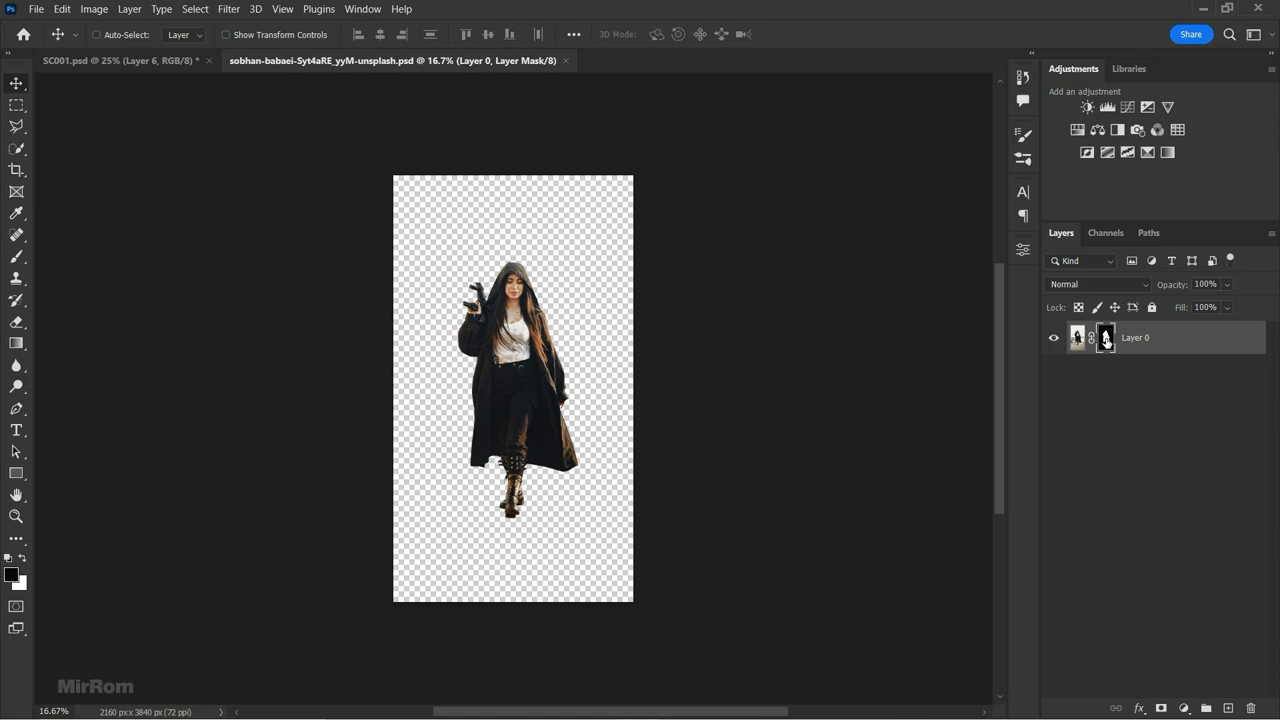 Ps File Edit Image Layer Type Select Filter 3D View Plugins Window Help
Auto-Select: Layer Show Transform Controls 3D Mode: Share
SC001.psd @ 25% (Layer 6, RGB/8) * sobhan-babaei-Syt4aRE_yyM-unsplash.psd @ 16.7% (Layer 0, Layer Mask/8)
Adjustments Libraries
Add an adjustment
Layers Channels Paths
Kind
Normal Opacity: 100%
Lock: Fill: 100%
Layer 0
MirRom
16.67% 2160 px x 3840 px (72 ppi)